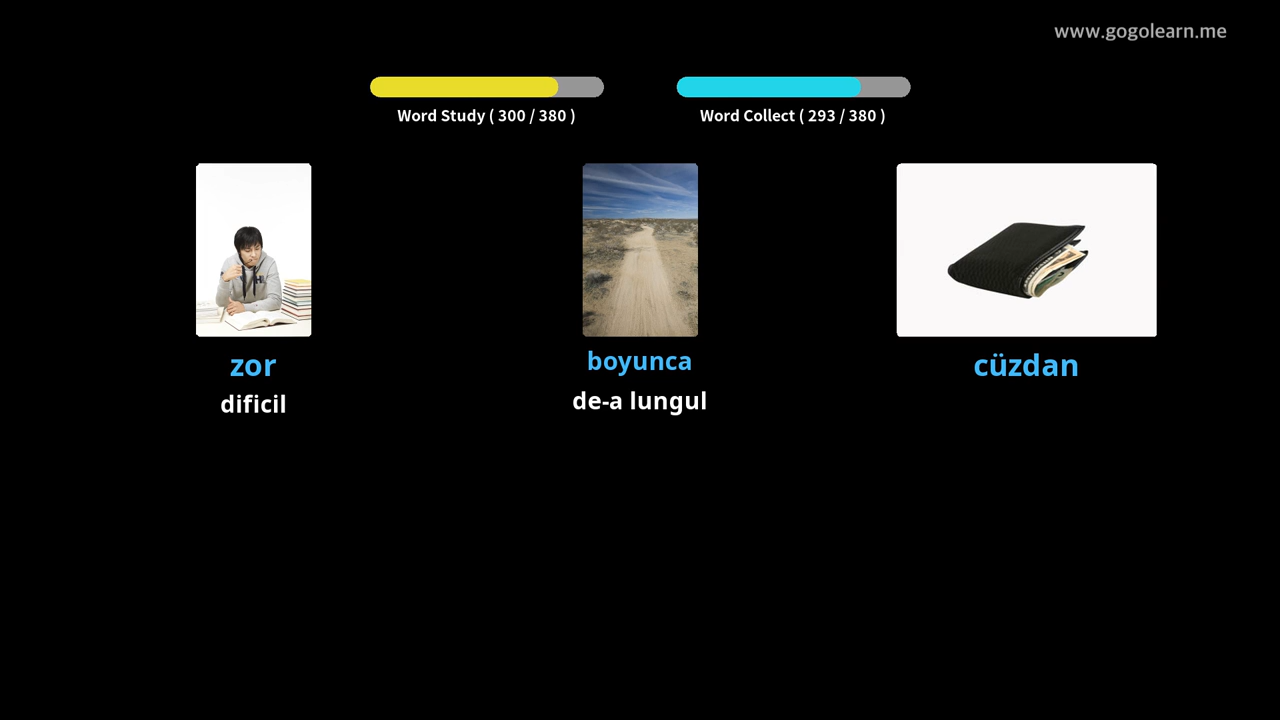 www.gogolearn.me
Word Study ( 300 / 380 )
Word Collect ( 293 / 380 )
zor
dificil
boyunca
de-a lungul
cüzdan